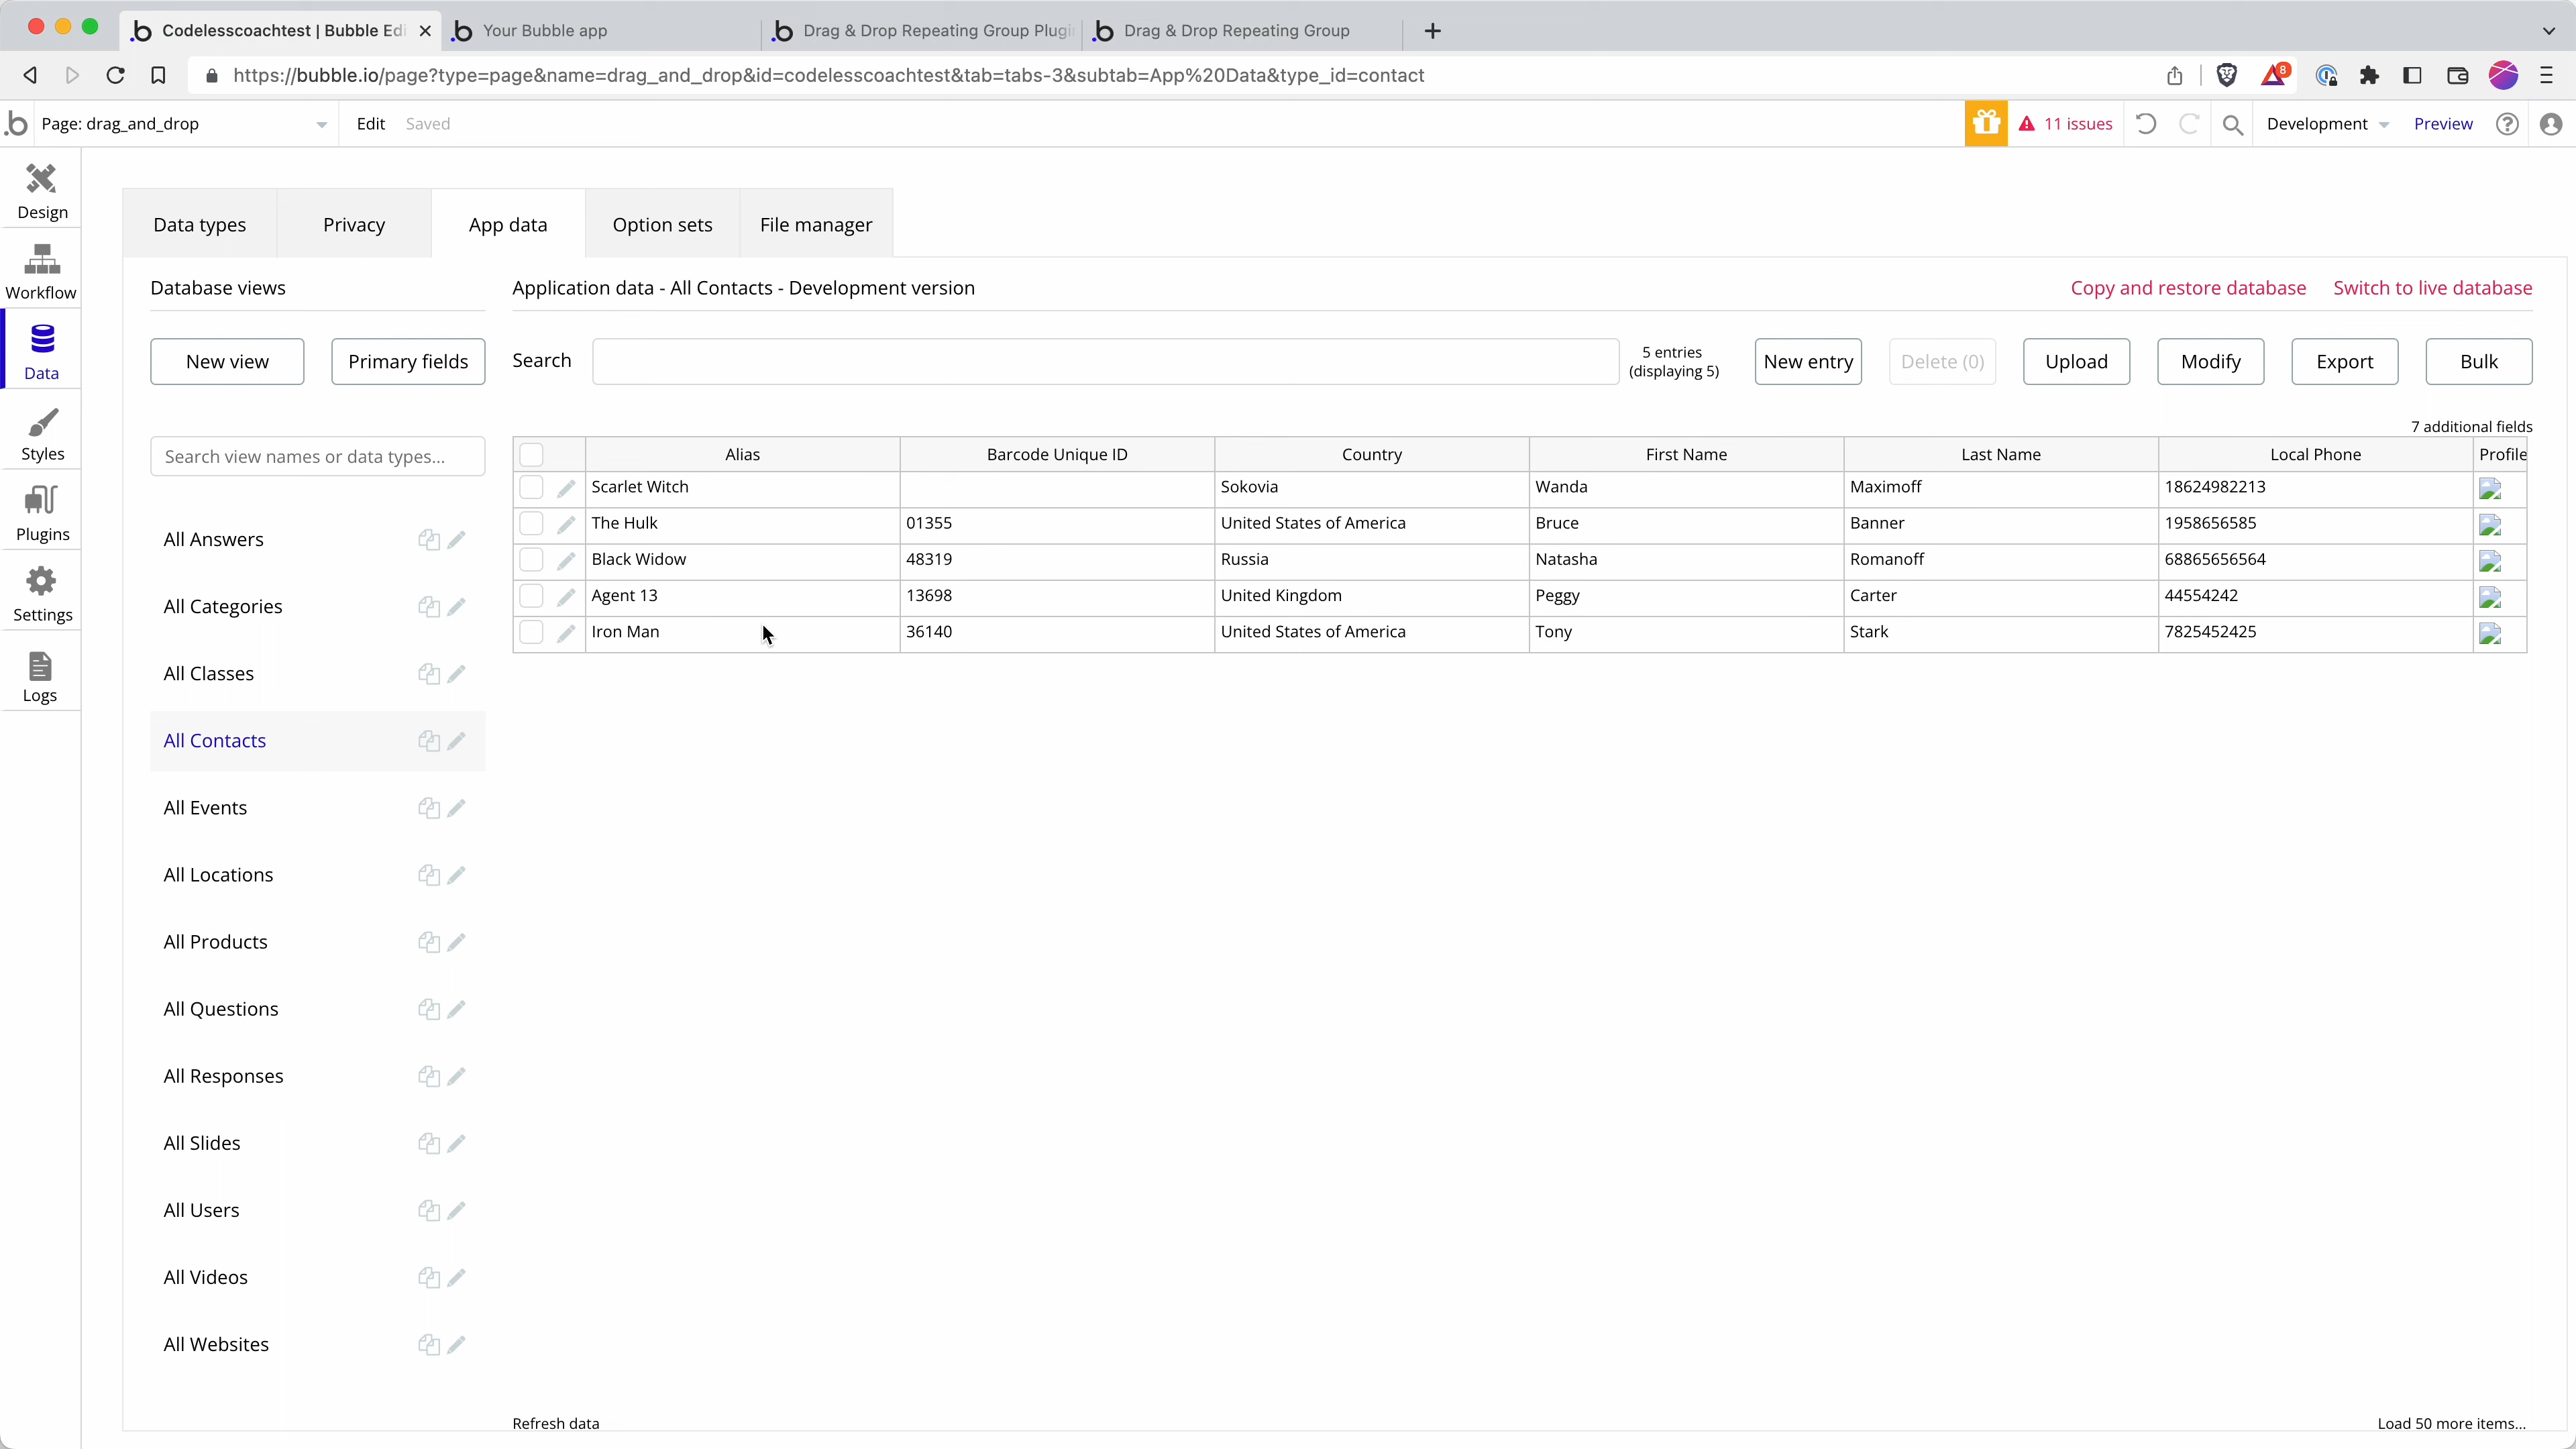 Codelesscoachtest | Bubble Edi
Your Bubble app
Drag & Drop Repeating Group Plugi
Drag & Drop Repeating Group
https://bubble.io/page?type=page&name=drag_and_drop&id=codelesscoachtest&tab=tabs-3&subtab=App%20Data&type_id=contact
8
Page: drag_and_drop
Edit
Saved
11 issues
Development
Preview
Design
Workflow
Data
Styles
Plugins
Settings
Logs
Data types
Privacy
App data
Option sets
File manager
Database views
New view
Primary fields
Search view names or data types...
All Answers
All Categories
All Classes
All Contacts
All Events
All Locations
All Products
All Questions
All Responses
All Slides
All Users
All Videos
All Websites
Application data - All Contacts - Development version
Copy and restore database
Switch to live database
Search
5 entries
(displaying 5)
New entry
Delete (0)
Upload
Modify
Export
Bulk
7 additional fields
Alias Barcode Unique ID Country First Name Last Name Local Phone Profile
Scarlet Witch Sokovia Wanda Maximoff 18624982213
The Hulk 01355 United States of America Bruce Banner 1958656585
Black Widow 48319 Russia Natasha Romanoff 68865656564
Agent 13 13698 United Kingdom Peggy Carter 44554242
Iron Man 36140 United States of America Tony Stark 7825452425
Refresh data
Load 50 more items...